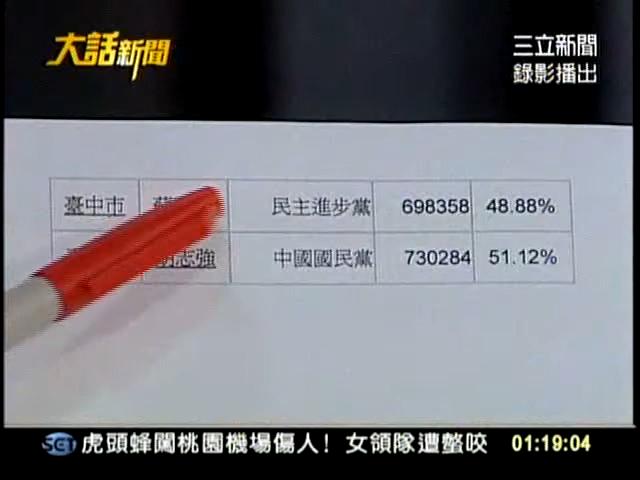 大話新聞
三立新聞
錄影播出
臺中市 民主進步黨 698358 48.88%
志強 中國國民黨 730284 51.12%
SET 虎頭蜂闖桃園機場傷人! 女領隊遭螫咬 01:19:04